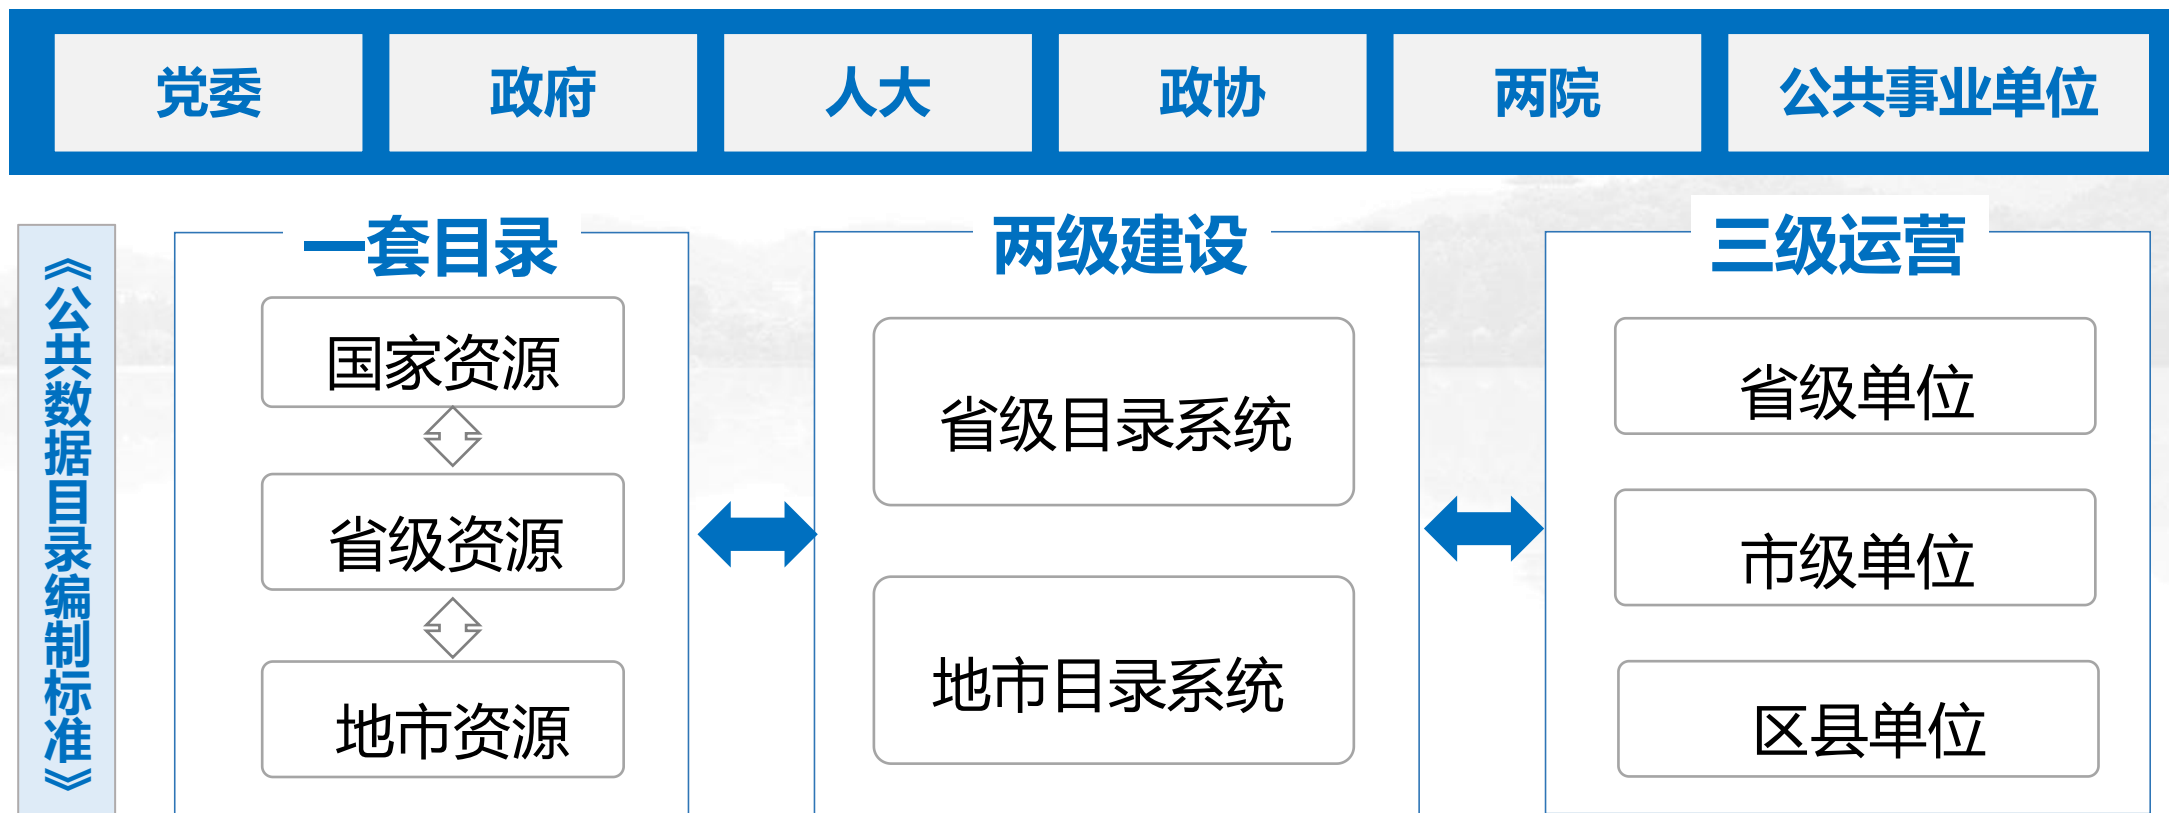 党委 政府 人大 政协 两院 公共事业单位
《公共数据目录编制标准》
一套目录
国家资源
省级资源
地市资源
两级建设
省级目录系统
地市目录系统
三级运营
省级单位
市级单位
区县单位